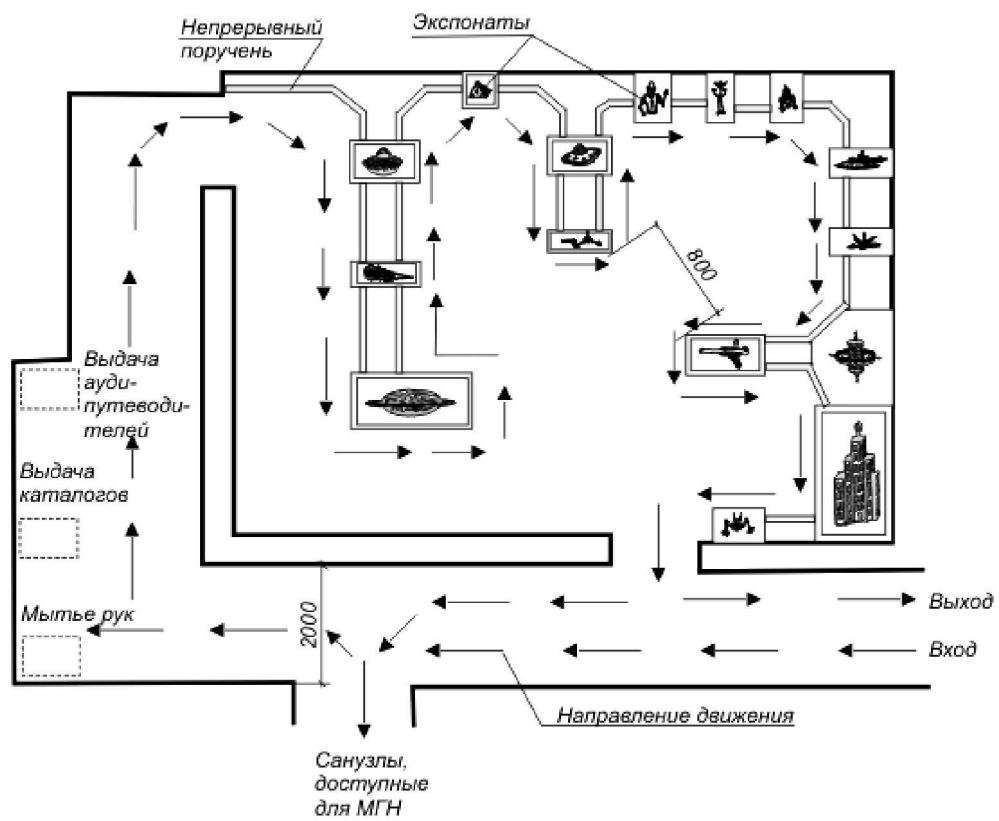 Непрерывный
поручень
Экспонаты
800
Выдача
ауди-
путеводи-
телей
Выдача
каталогов
Мытье рук
2000
Выход
Вход
Направление движения
Санузлы,
доступные
для МГН